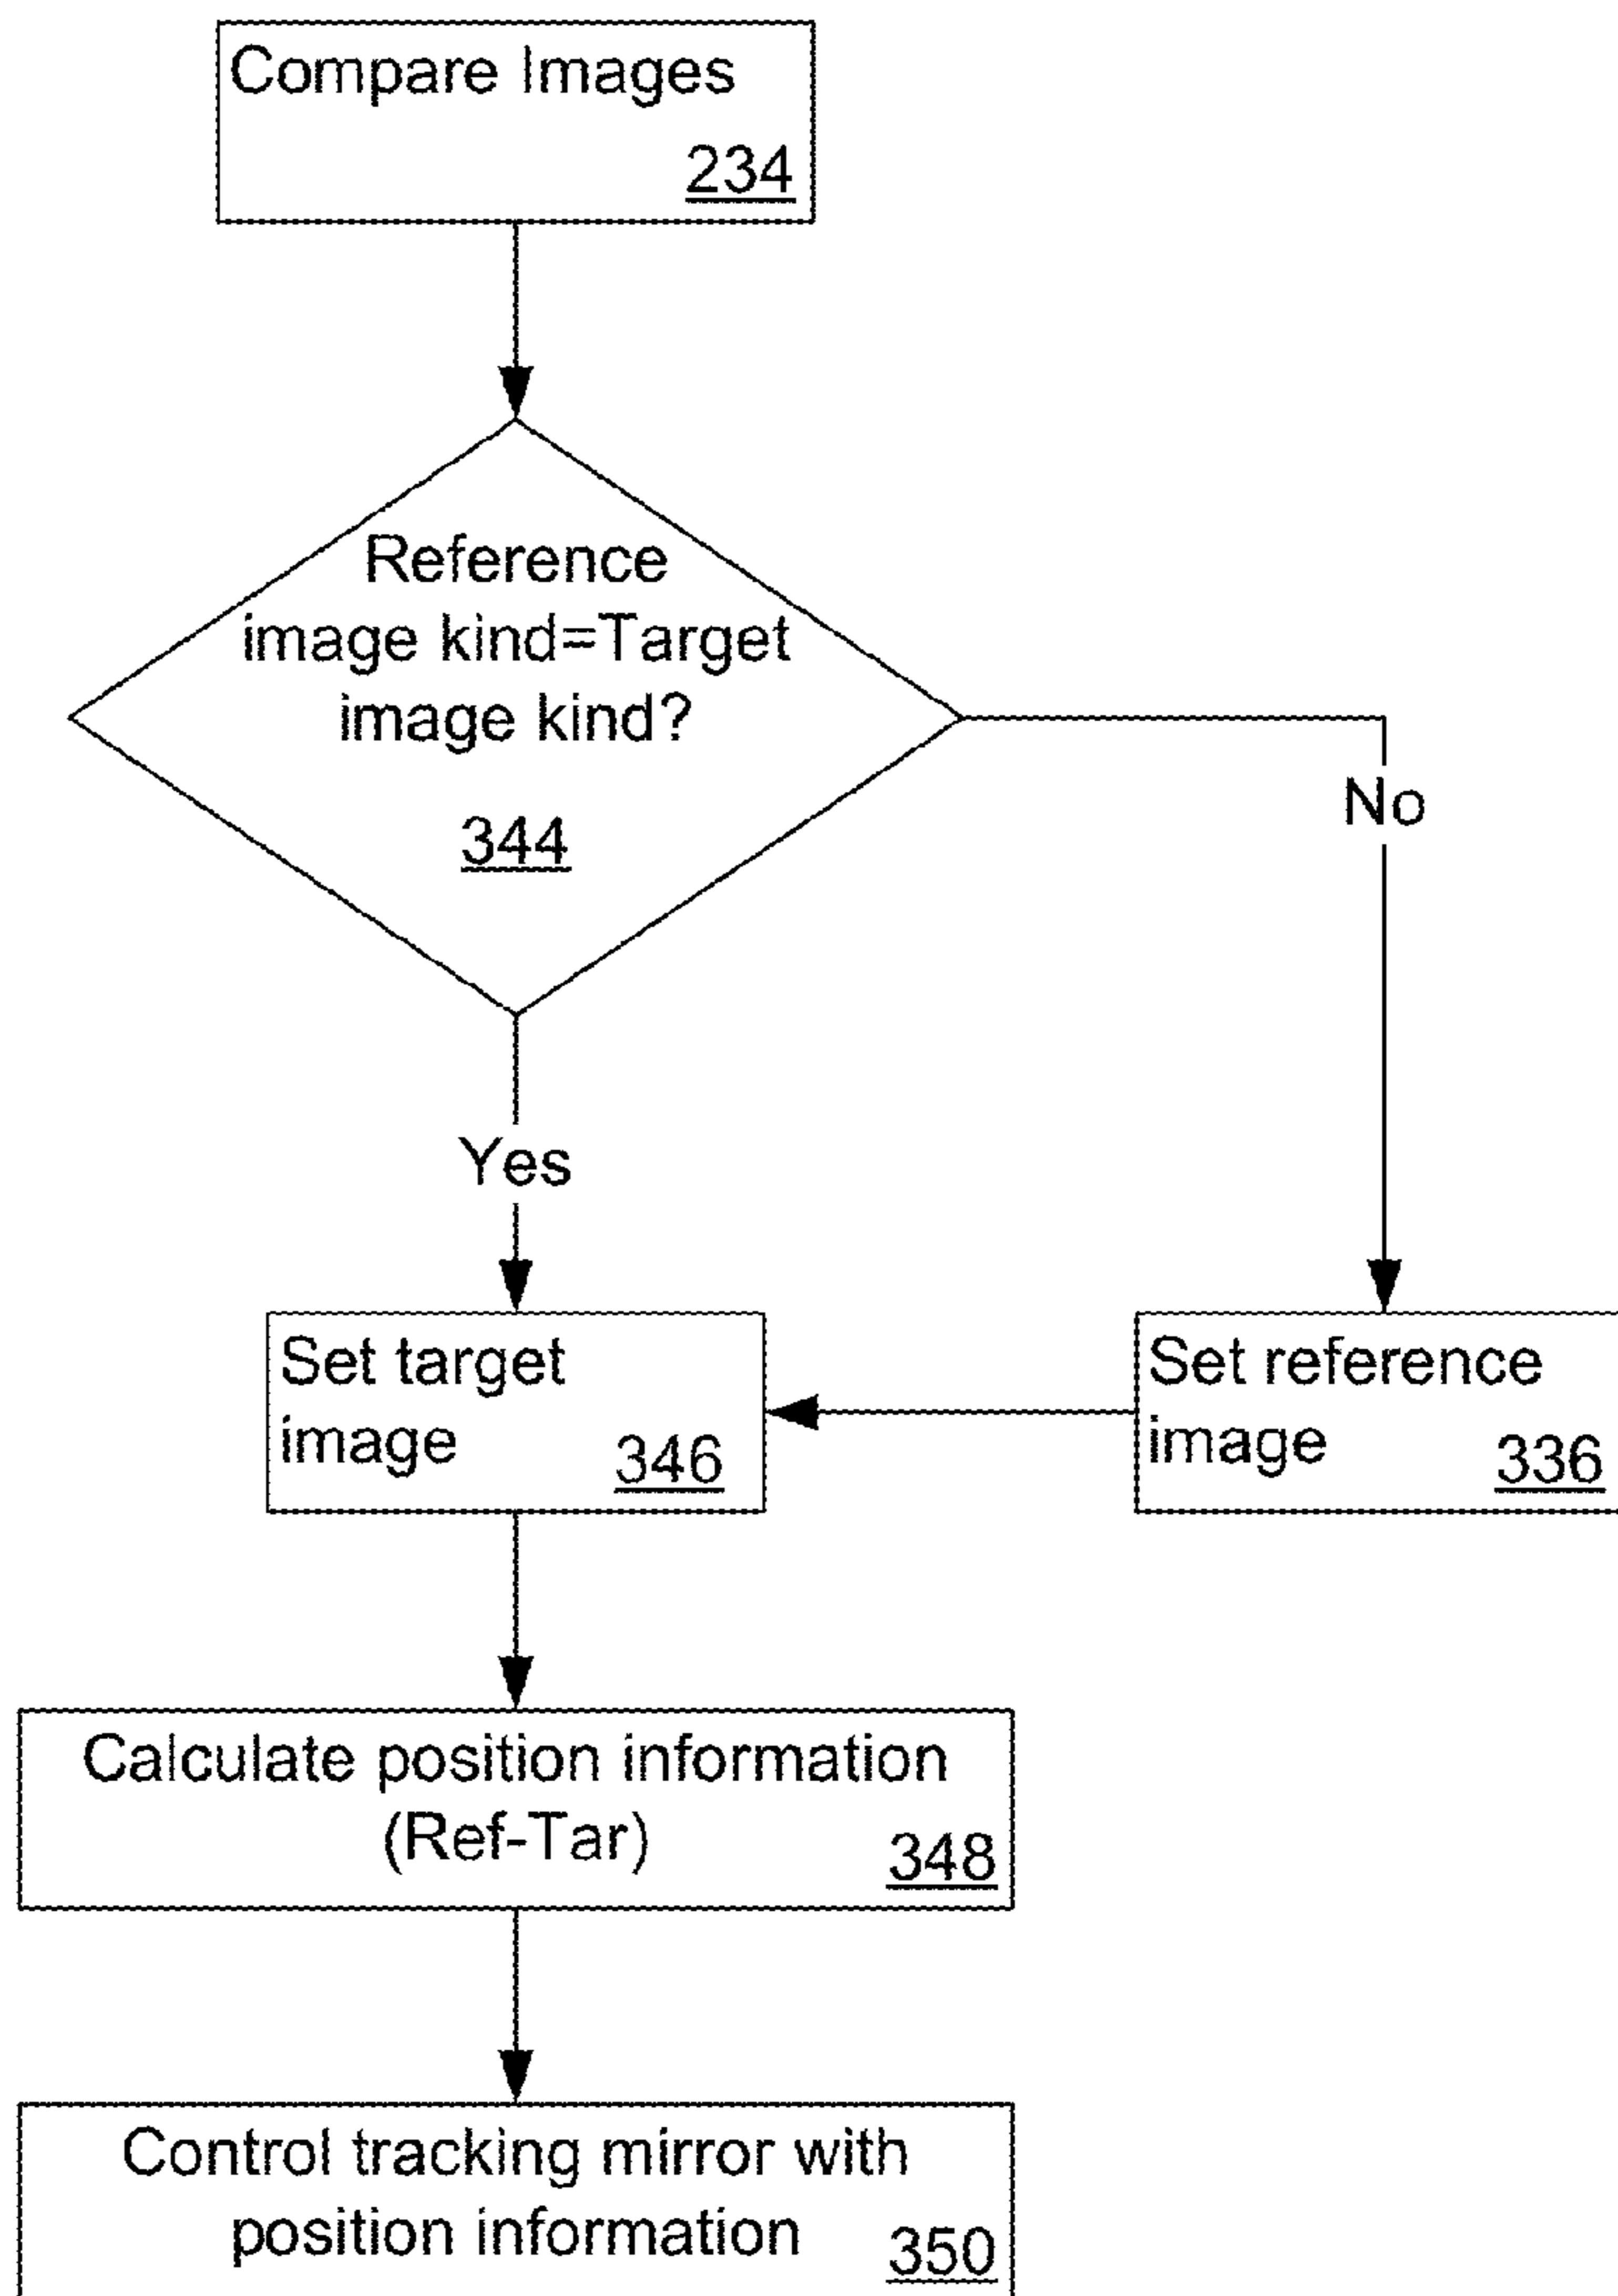 Compare Images
234
Reference
image kind=Target
image kind?
344
No
Yes
Set target
image 346
Set reference
image 336
Calculate position information
(Ref-Tar) 348
Control tracking mirror with
position information 350